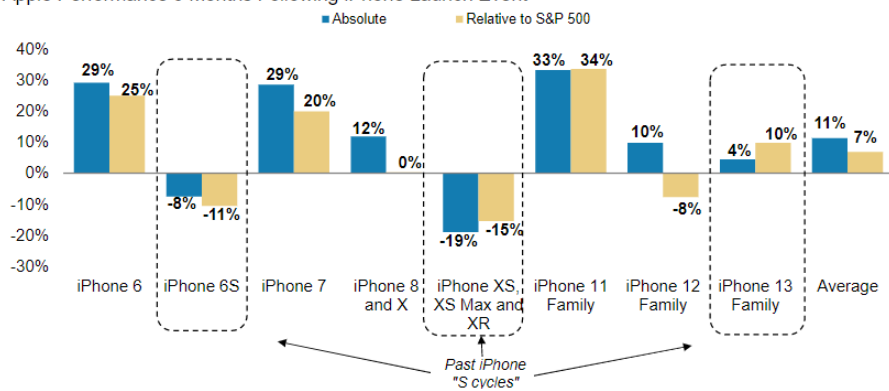 Absolute
Relative to S&P 500
40%
30%
20%
10%
0%
-10%
-20%
-30%
29%
25%
-8%
-11%
29%
20%
12%
0%
-19%
-15%
33%
34%
10%
-8%
4%
10%
11%
7%
iPhone 6
iPhone 6S
iPhone 7
iPhone 8
and X
iPhone XS,
XS Max and
XR
iPhone 11
Family
iPhone 12
Family
iPhone 13
Family
Average
Past iPhone
"S cycles"